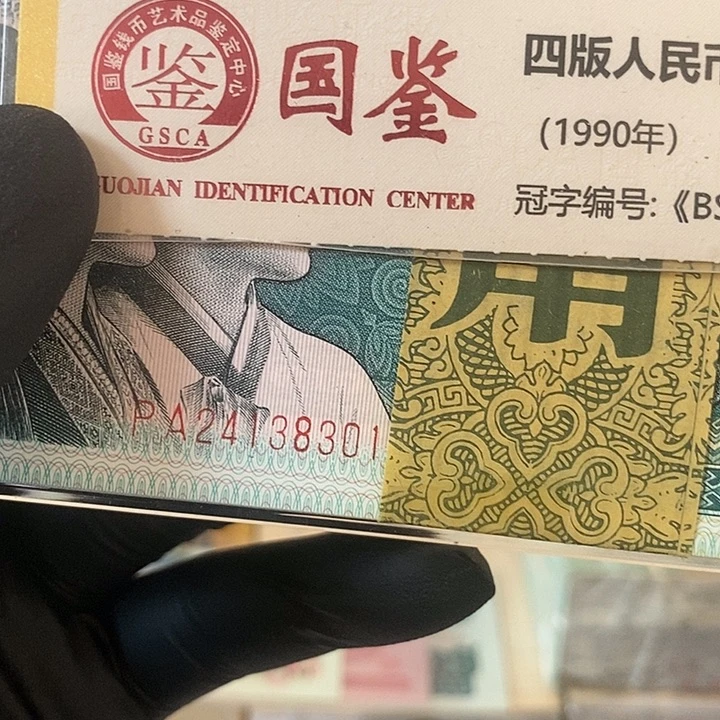 国鉴钱币艺术品鉴定中心
鉴
GSCA
国鉴
UOJIAN IDENTIFICATION CENTER
四版人民币
(1990年)
冠字编号:《BS
角
PA24138301